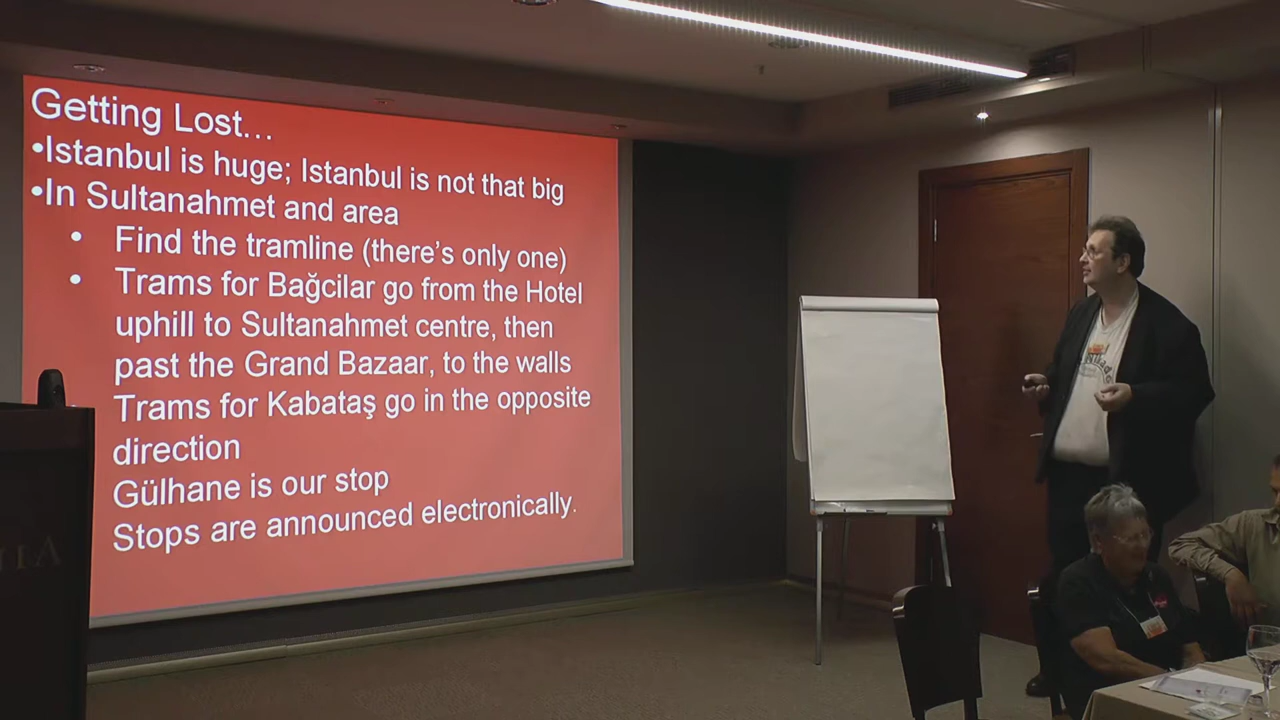 Getting Lost...
•Istanbul is huge; Istanbul is not that big
•In Sultanahmet and area
• Find the tramline (there's only one)
• Trams for Bağcilar go from the Hotel
uphill to Sultanahmet centre, then
past the Grand Bazaar, to the walls
Trams for Kabataş go in the opposite
direction
Gülhane is our stop
Stops are announced electronically.